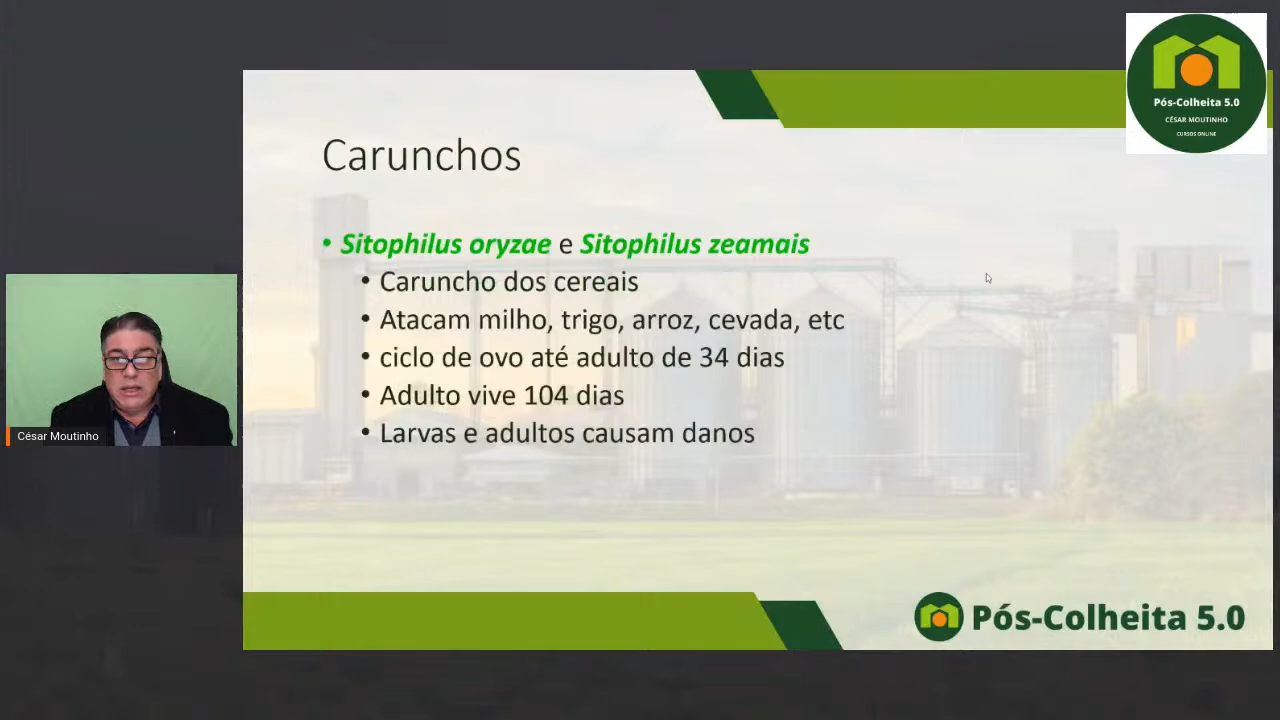 Pós-Colheita 5.0
CÉSAR MOUTINHO
CURSOS ONLINE
Carunchos
• Sitophilus oryzae e Sitophilus zeamais
• Caruncho dos cereais
• Atacam milho, trigo, arroz, cevada, etc
• ciclo de ovo até adulto de 34 dias
• Adulto vive 104 dias
• Larvas e adultos causam danos
César Moutinho
Pós-Colheita 5.0